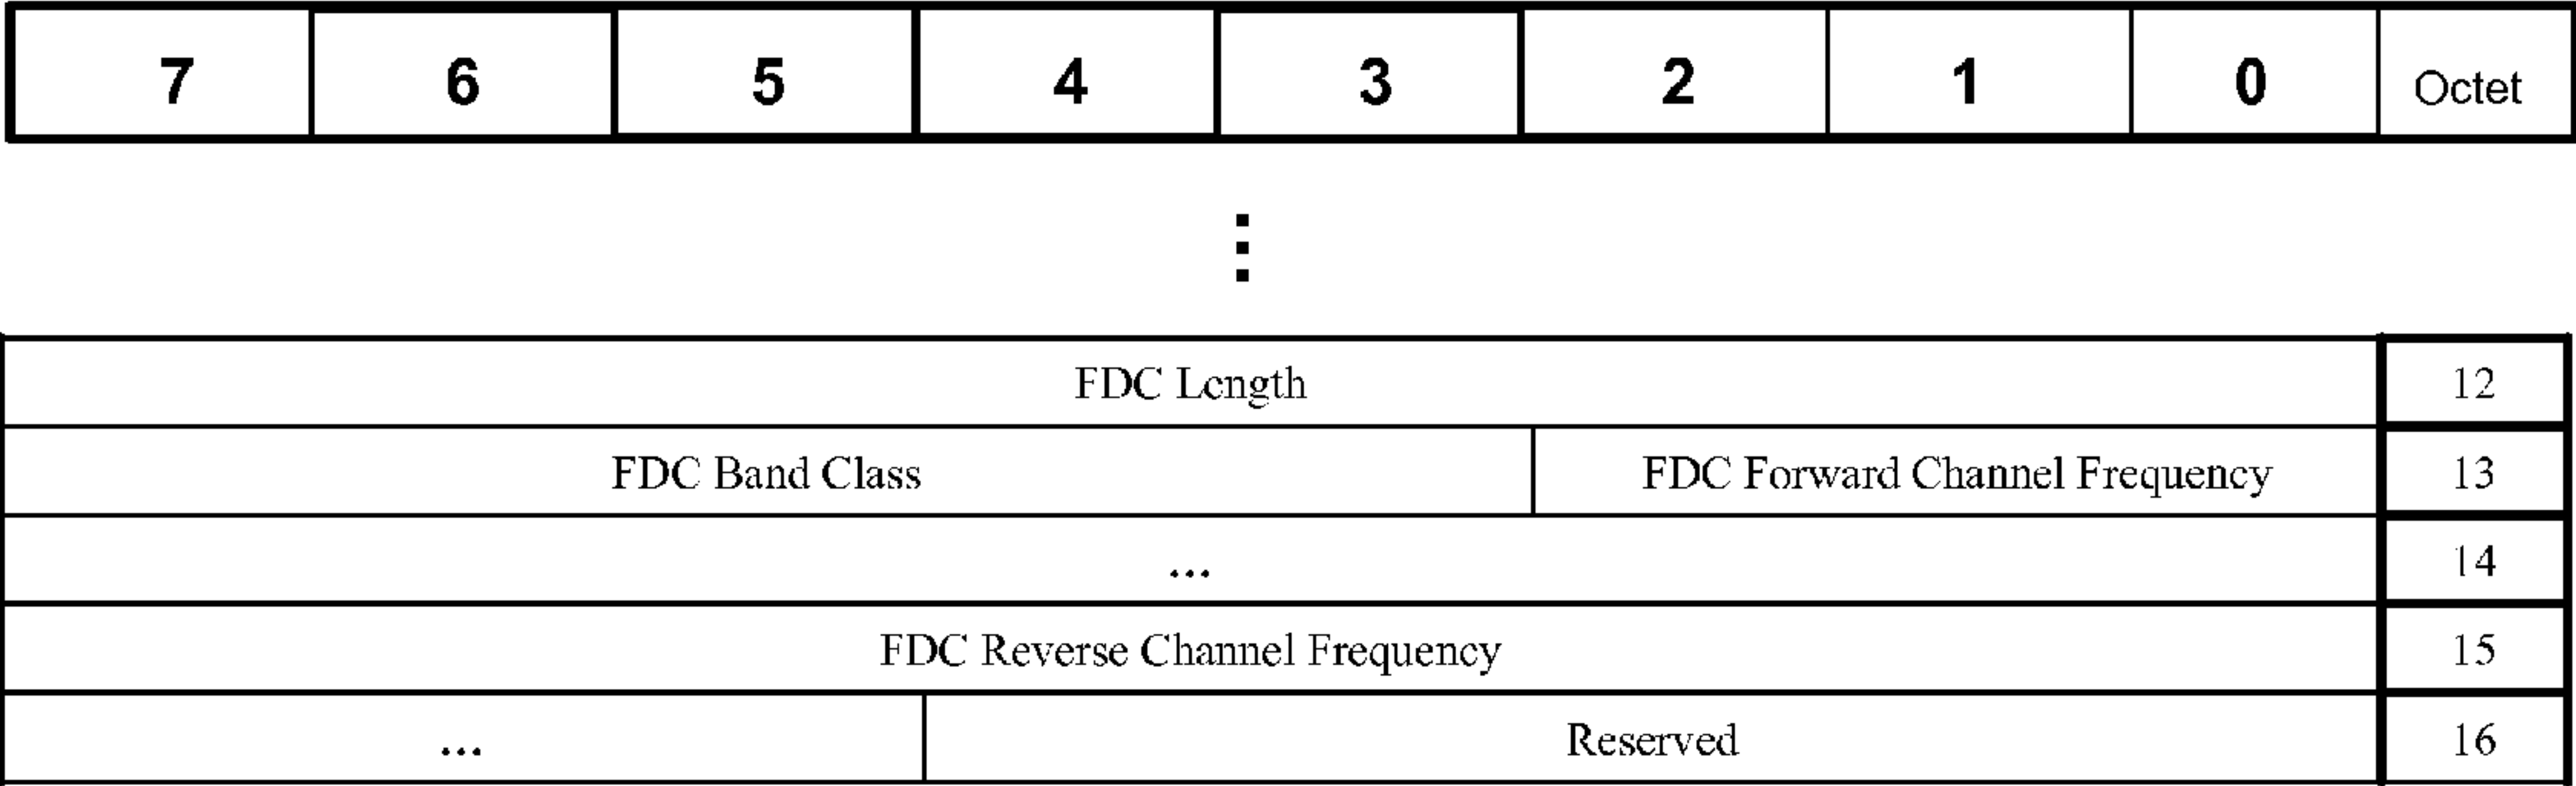 7 6 5 4 3 2 1 0 Octet
⋮
FDC Length 12
FDC Band Class FDC Forward Channel Frequency 13
... 14
FDC Reverse Channel Frequency 15
... Reserved 16